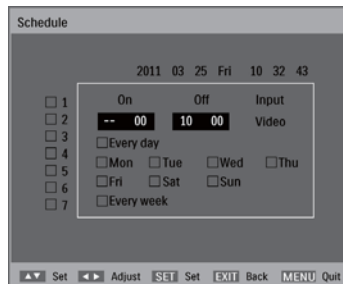 Schedule
2011 03 25 Fri 10 32 43
1
2
3
4
5
6
7
On Off Input
-- 00 10 00 Video
Every day
Mon Tue Wed Thu
Fri Sat Sun
Every week
Set Adjust SET Set EXIT Back MENU Quit